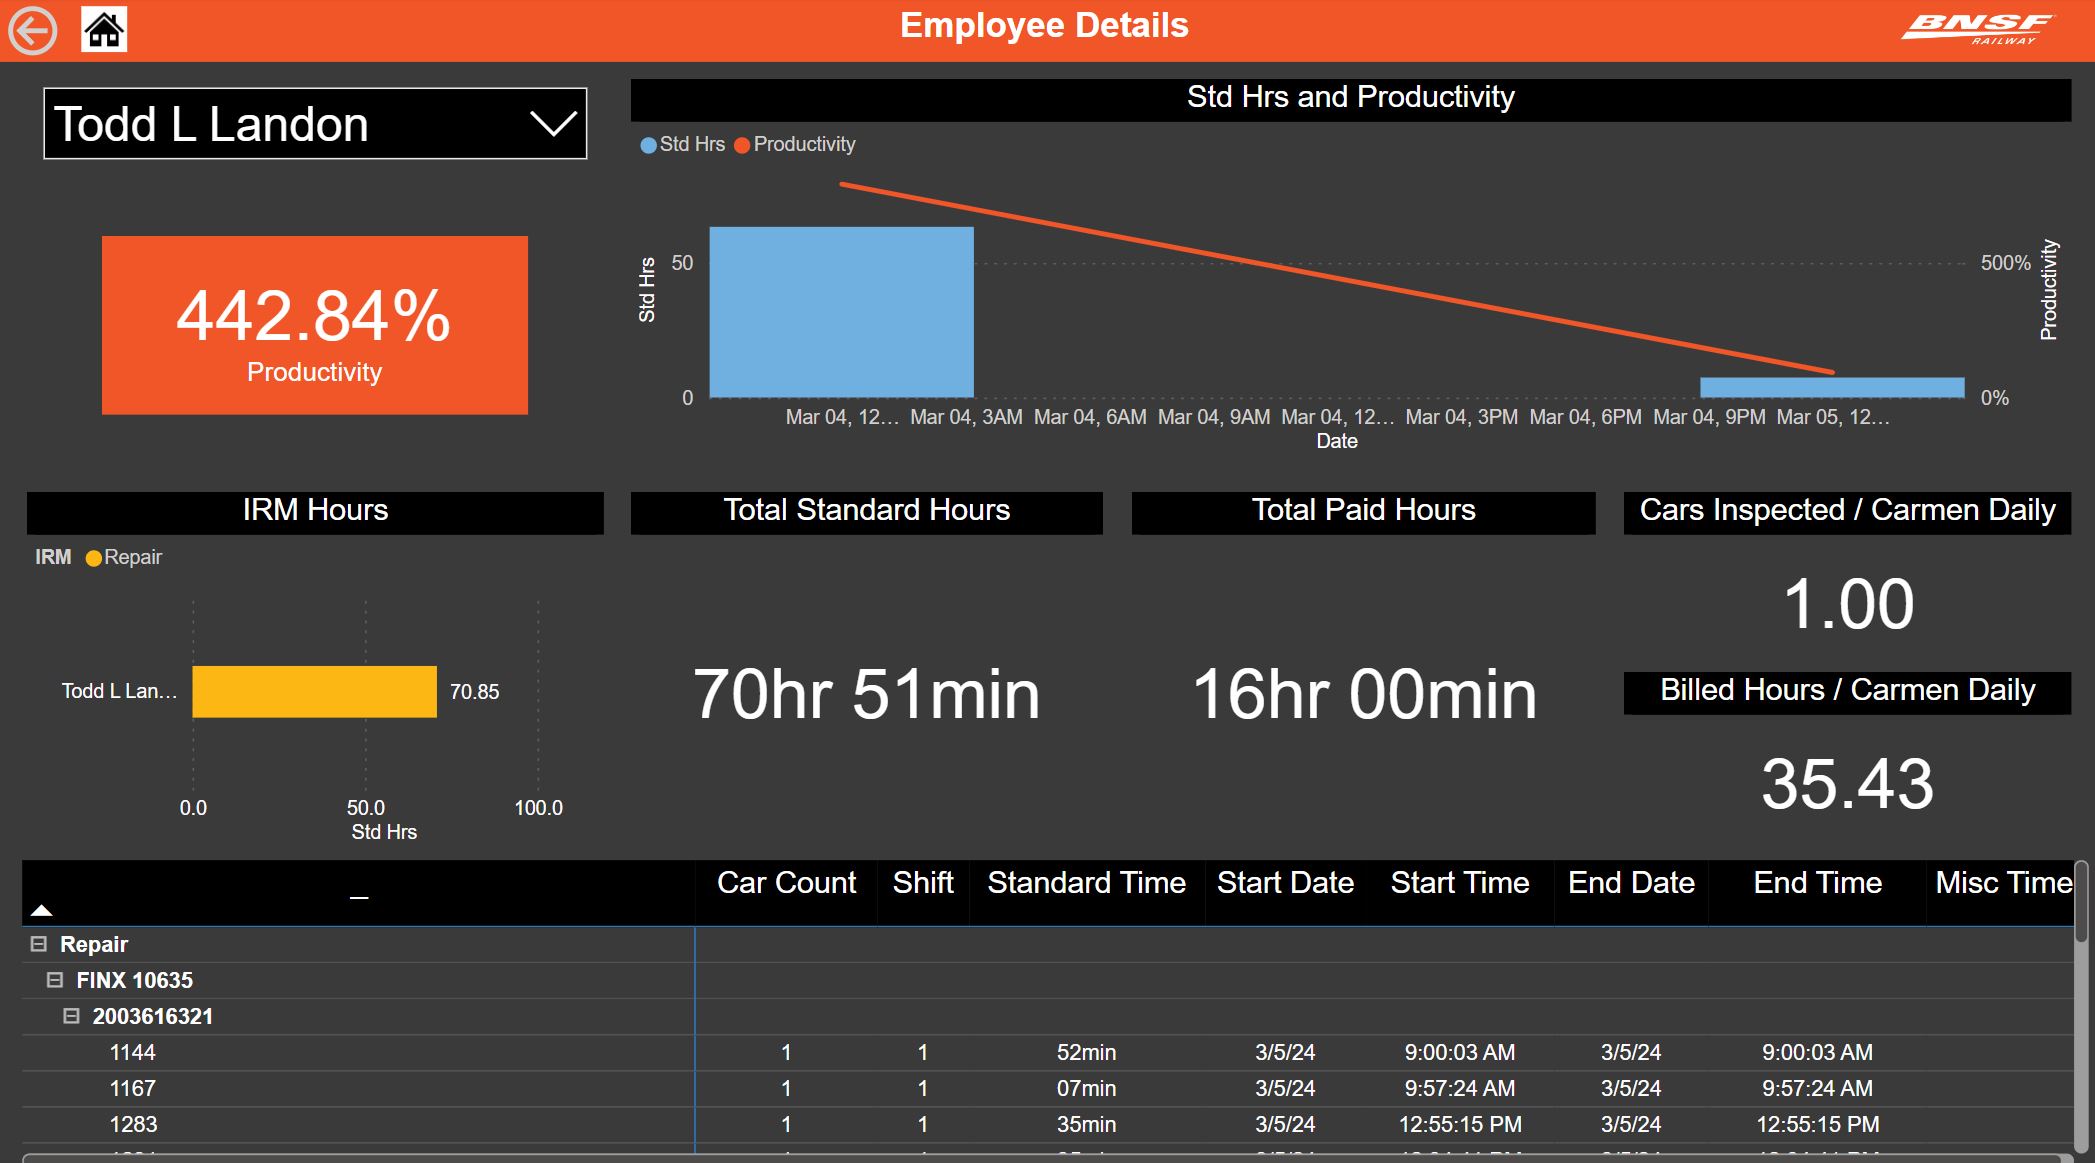 Employee Details
BNSF
RAILWAY
Todd L Landon
442.84%
Productivity
Std Hrs and Productivity
Std Hrs Productivity
Std Hrs
50
0
500%
0%
Productivity
Mar 04, 12... Mar 04, 3AM Mar 04, 6AM Mar 04, 9AM Mar 04, 12... Mar 04, 3PM Mar 04, 6PM Mar 04, 9PM Mar 05, 12...
Date
IRM Hours
IRM Repair
Todd L Lan...
70.85
0.0 50.0 100.0
Std Hrs
Total Standard Hours
70hr 51min
Total Paid Hours
16hr 00min
Cars Inspected / Carmen Daily
1.00
Billed Hours / Carmen Daily
35.43
_ Car Count Shift Standard Time Start Date Start Time End Date End Time Misc Time
Repair
FINX 10635
2003616321
1144 1 1 52min 3/5/24 9:00:03 AM 3/5/24 9:00:03 AM
1167 1 1 07min 3/5/24 9:57:24 AM 3/5/24 9:57:24 AM
1283 1 1 35min 3/5/24 12:55:15 PM 3/5/24 12:55:15 PM